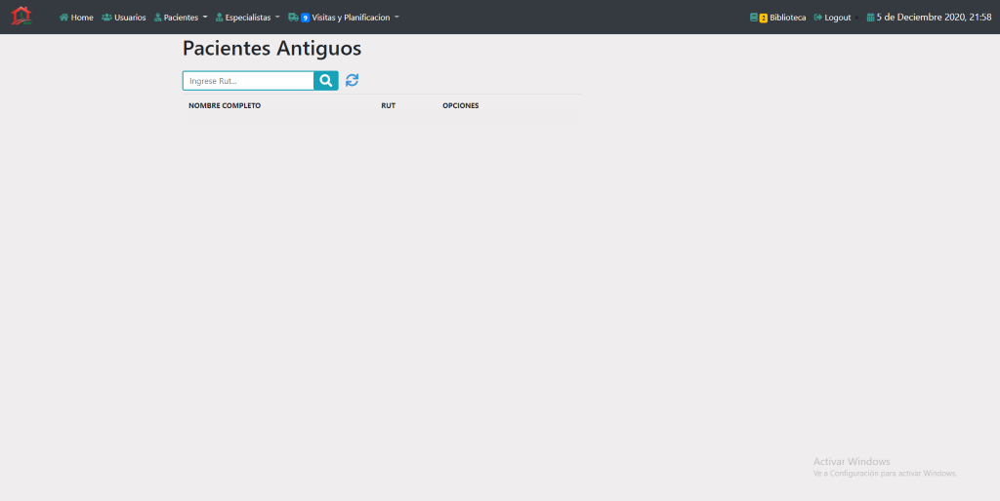 Home Usuarios Pacientes Especialistas 9 Visitas y Planificacion 2 Biblioteca Logout 5 de Deciembre 2020, 21:58
Pacientes Antiguos
Ingrese Rut...
NOMBRE COMPLETO RUT OPCIONES
Activar Windows
Ve a Configuración para activar Windows.